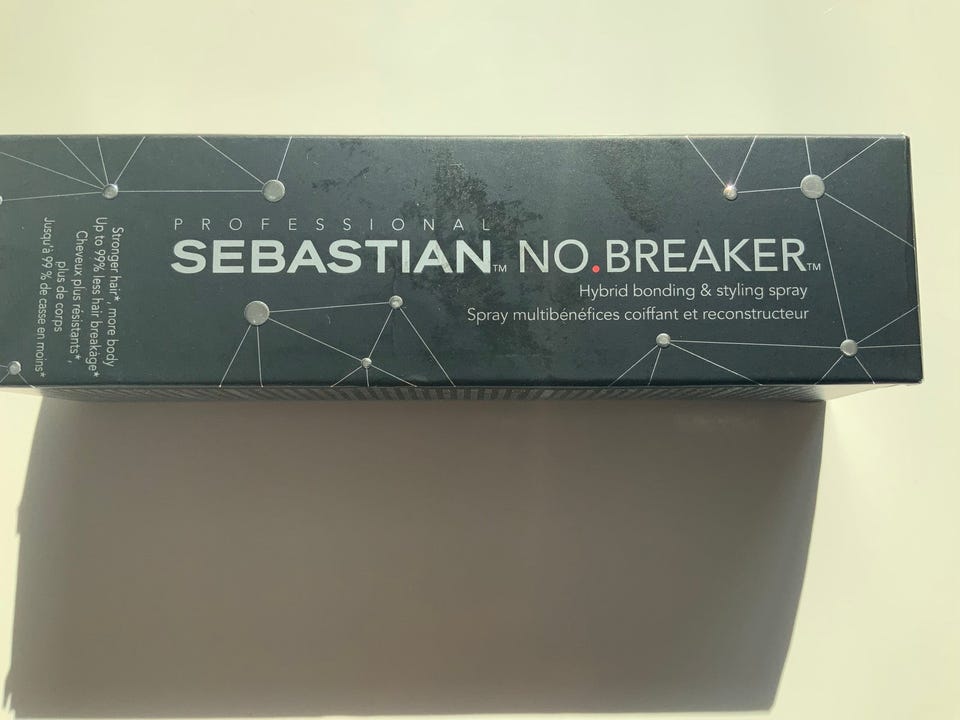 PROFESSIONAL
SEBASTIAN™ NO.BREAKER™
Hybrid bonding & styling spray
Spray multibénéfices coiffant et reconstructeur
Stronger hair*, more body
Up to 99% less hair breakage*
Cheveux plus résistants*,
plus de corps
Jusqu'à 99 % de casse en moins*